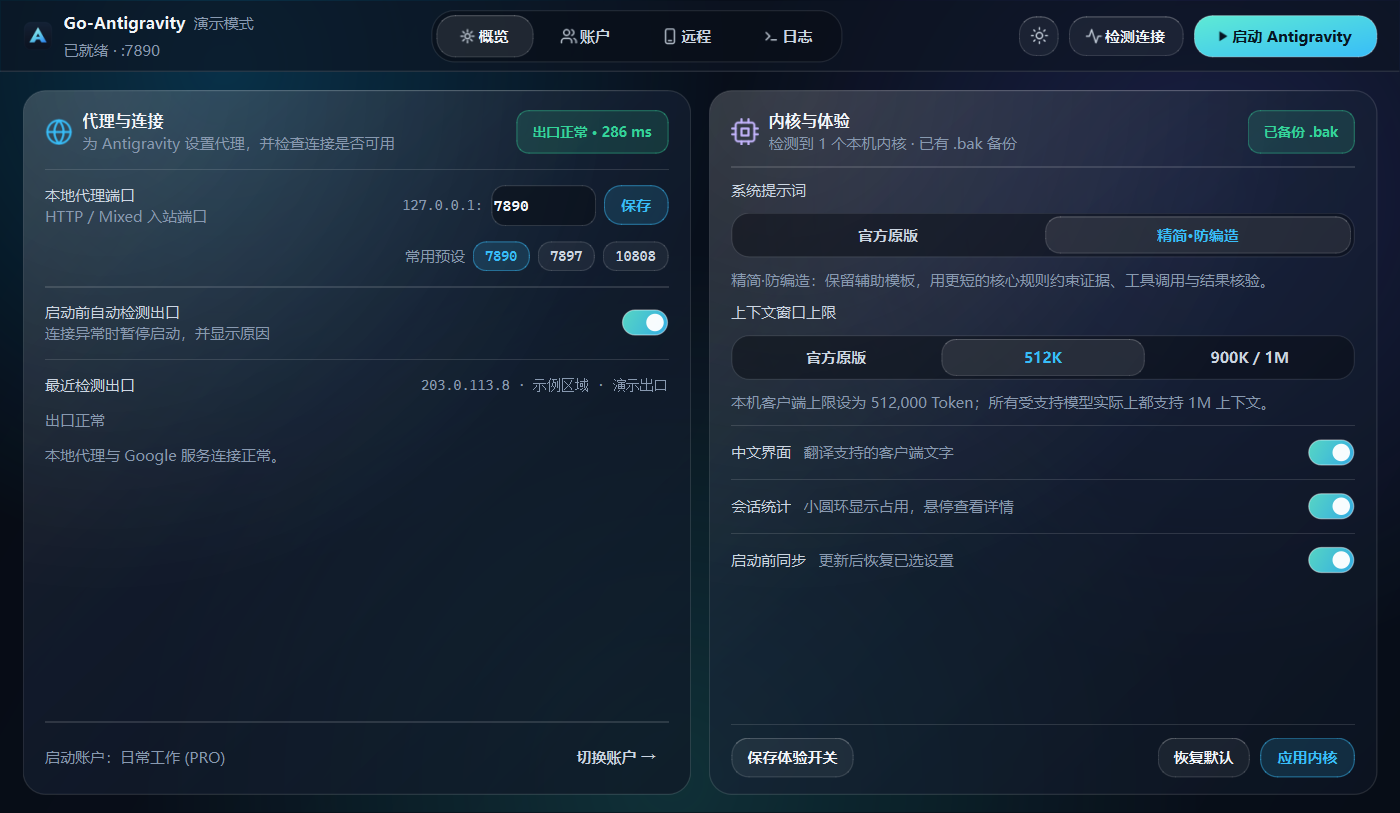 Go-Antigravity 演示模式
已就绪 · :7890
概览
账户
远程
日志
检测连接
启动 Antigravity
代理与连接
为 Antigravity 设置代理，并检查连接是否可用
出口正常 • 286 ms
本地代理端口
HTTP / Mixed 入站端口
127.0.0.1:
7890
保存
常用预设
7890
7897
10808
启动前自动检测出口
连接异常时暂停启动，并显示原因
最近检测出口
203.0.113.8 · 示例区域 · 演示出口
出口正常
本地代理与 Google 服务连接正常。
启动账户：日常工作 (PRO)
切换账户 →
内核与体验
检测到 1 个本机内核 · 已有 .bak 备份
已备份 .bak
系统提示词
官方原版
精简·防编造
精简·防编造：保留辅助模板，用更短的核心规则约束证据、工具调用与结果核验。
上下文窗口上限
官方原版
512K
900K / 1M
本机客户端上限设为 512,000 Token；所有受支持模型实际上都支持 1M 上下文。
中文界面 翻译支持的客户端文字
会话统计 小圆环显示占用，悬停查看详情
启动前同步 更新后恢复已选设置
保存体验开关
恢复默认
应用内核